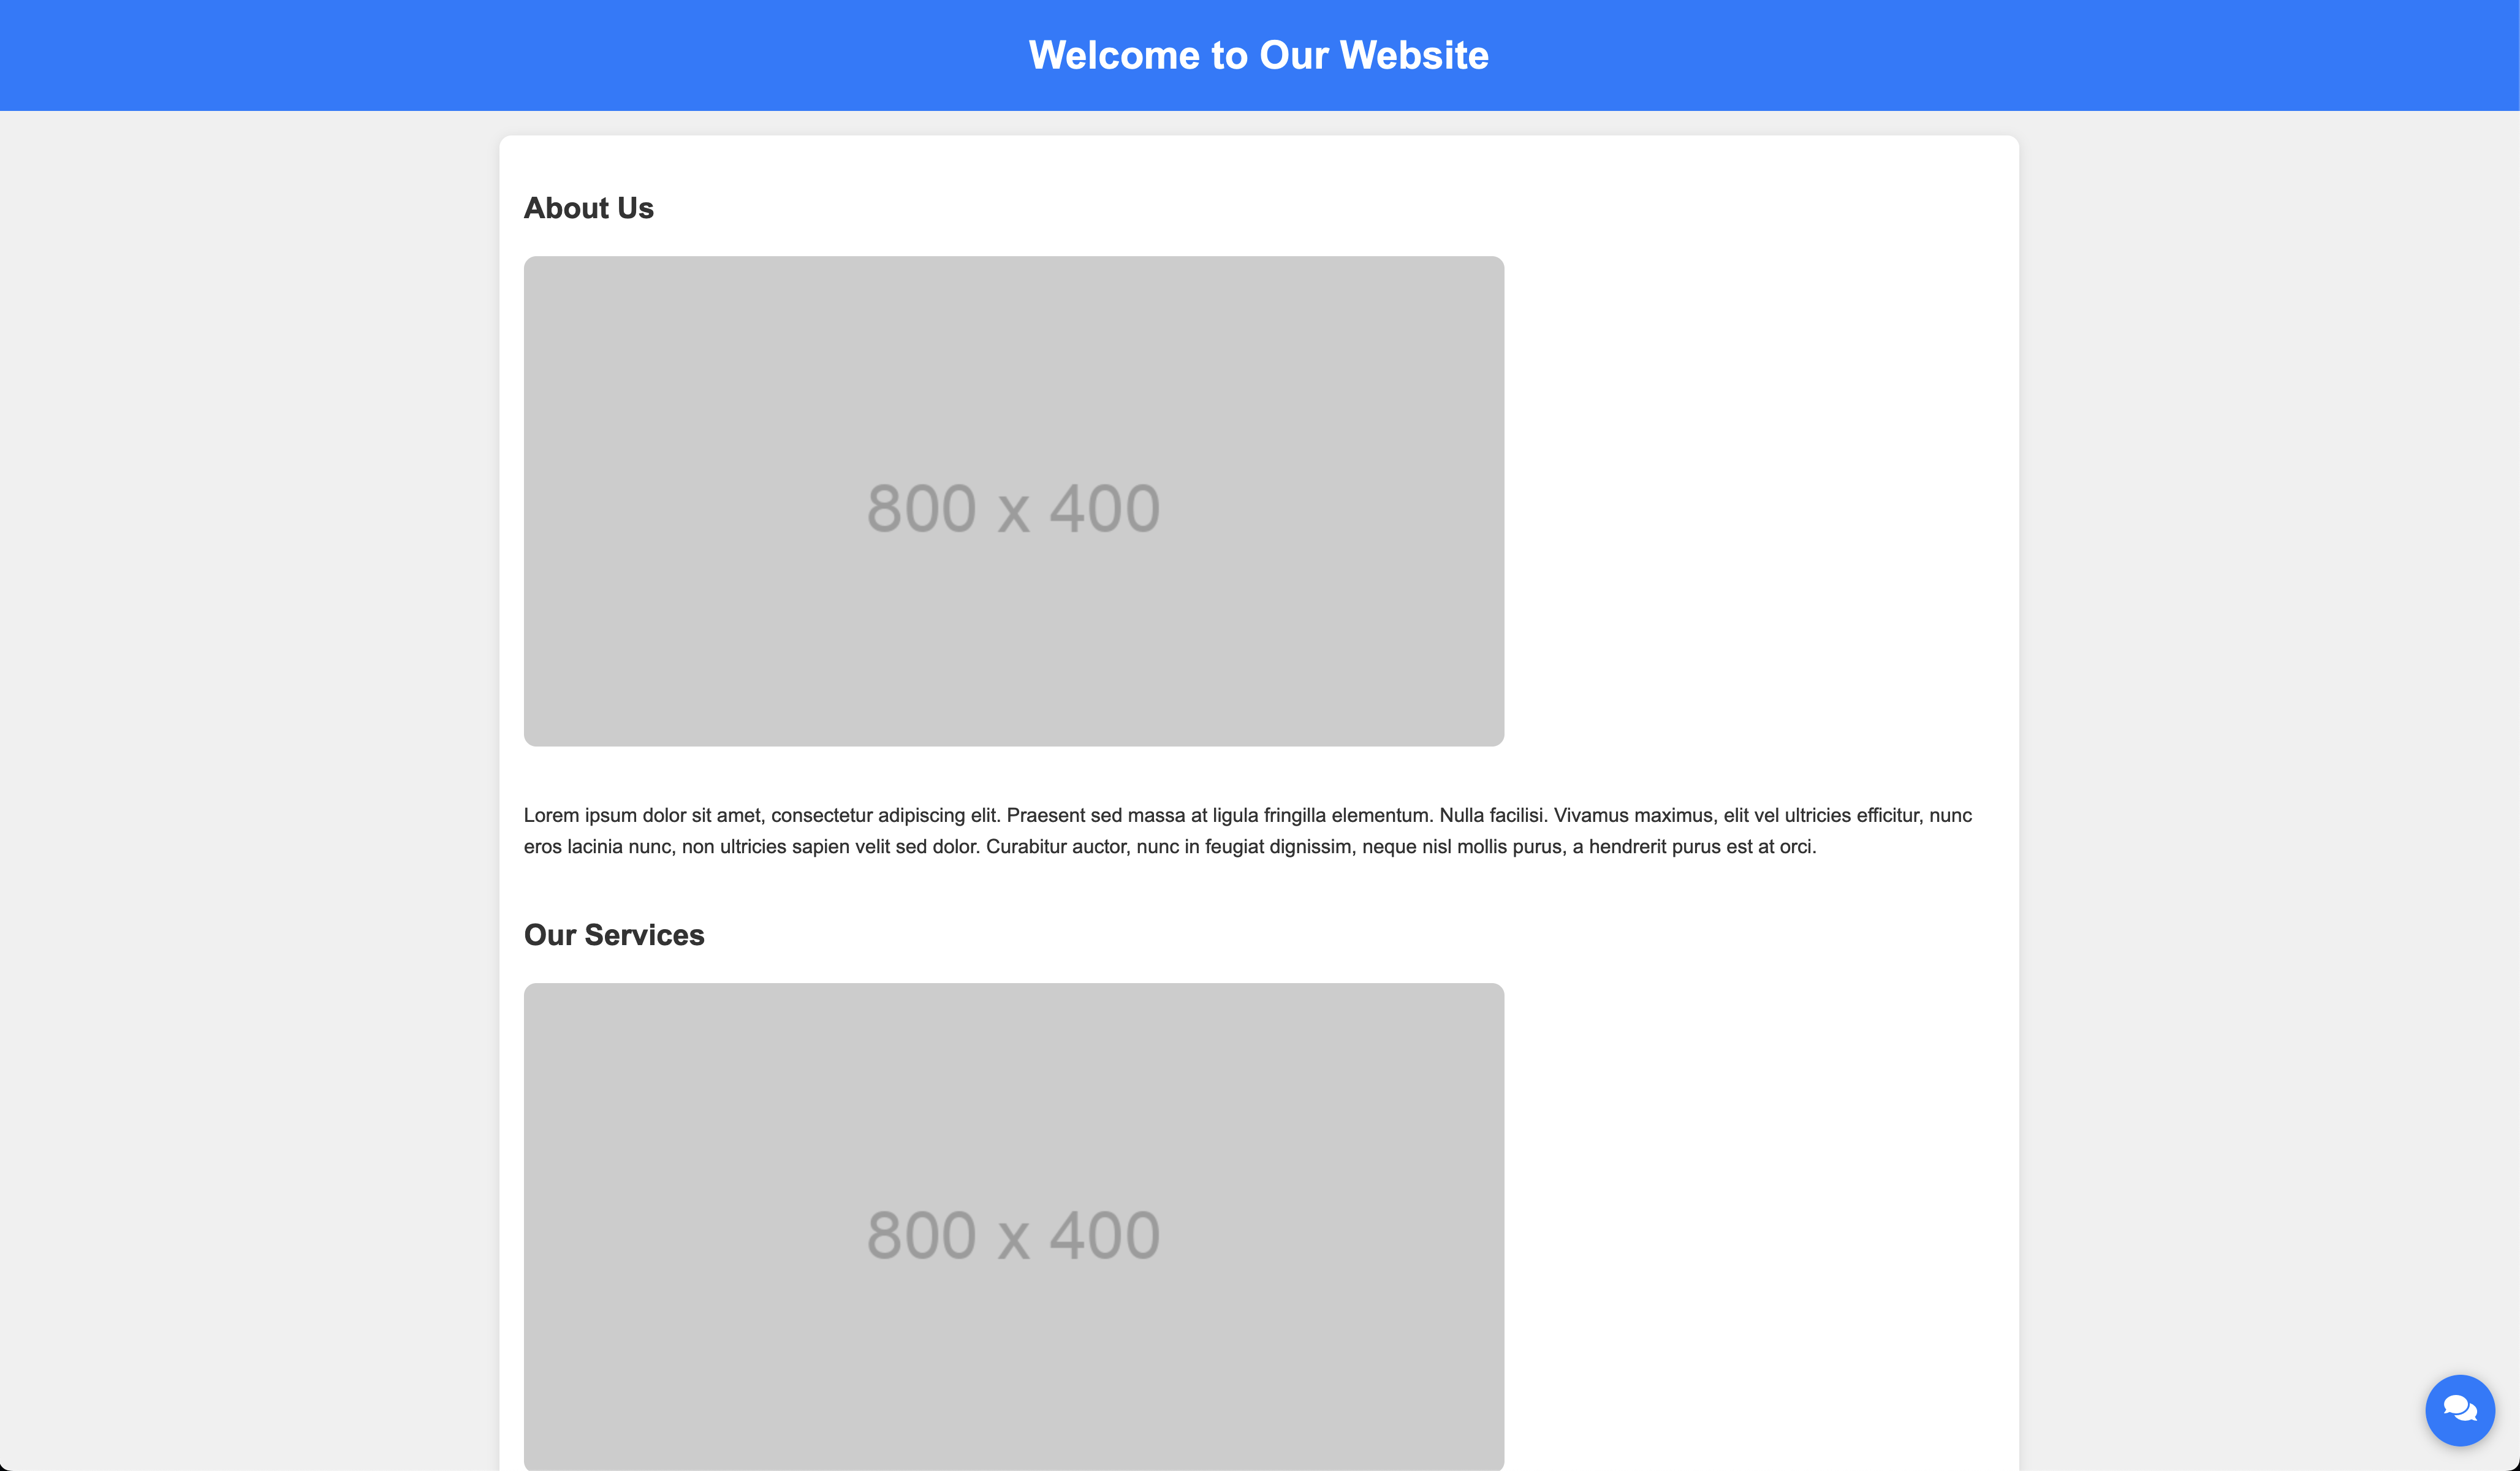 Welcome to Our Website
About Us
800 x 400
Lorem ipsum dolor sit amet, consectetur adipiscing elit. Praesent sed massa at ligula fringilla elementum. Nulla facilisi. Vivamus maximus, elit vel ultricies efficitur, nunc
eros lacinia nunc, non ultricies sapien velit sed dolor. Curabitur auctor, nunc in feugiat dignissim, neque nisl mollis purus, a hendrerit purus est at orci.
Our Services
800 x 400